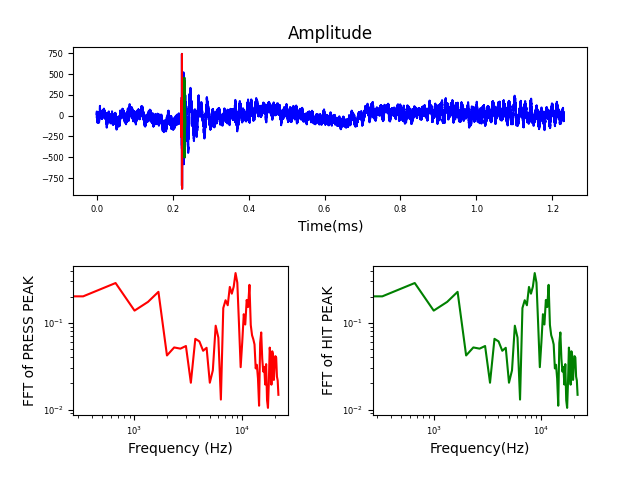 Amplitude
750
500
250
0
−250
−500
−750
0.0 0.2 0.4 0.6 0.8 1.0 1.2
Time(ms)
FFT of PRESS PEAK
10⁻¹
10⁻²
10³ 10⁴
Frequency (Hz)
FFT of HIT PEAK
10⁻¹
10⁻²
10³ 10⁴
Frequency(Hz)